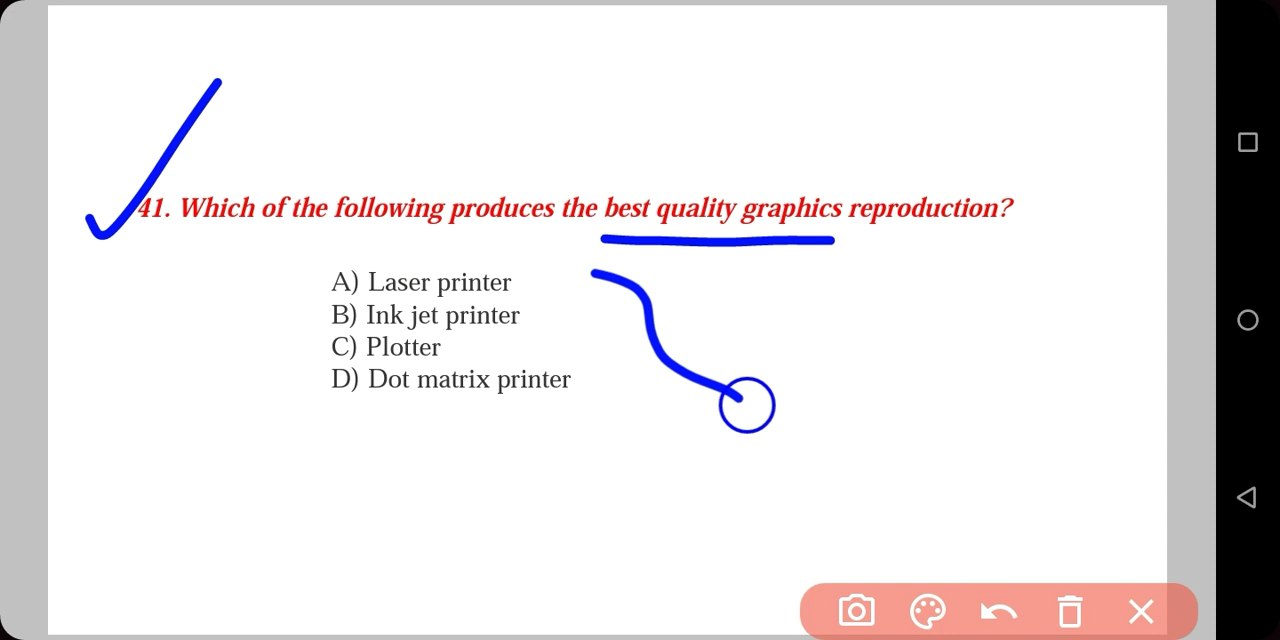 41. Which of the following produces the best quality graphics reproduction?
A) Laser printer
B) Ink jet printer
C) Plotter
D) Dot matrix printer